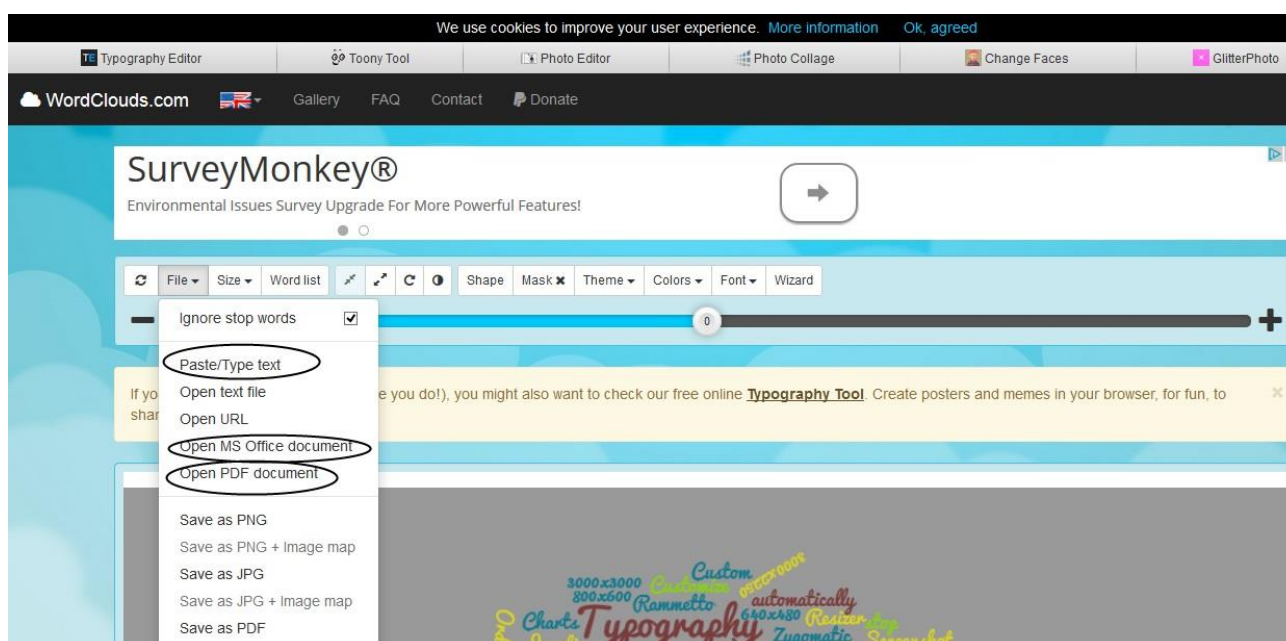 We use cookies to improve your user experience. More information Ok, agreed
TE Typography Editor Toony Tool Photo Editor Photo Collage Change Faces GlitterPhoto
WordClouds.com Gallery FAQ Contact Donate
SurveyMonkey®
Environmental Issues Survey Upgrade For More Powerful Features!
File Size Word list Shape Mask Theme Colors Font Wizard
Ignore stop words
0
Paste/Type text
Open text file
If yo e you do!), you might also want to check our free online Typography Tool. Create posters and memes in your browser, for fun, to
shar
Open URL
Open MS Office document
Open PDF document
Save as PNG
Save as PNG + Image map
Save as JPG
Save as JPG + Image map
Save as PDF
Custom
3000x3000
Customize
800x600
Rammetto
automatically
640x480
Resizer
stop
Charts
Typography
Zygomatic
Screenshot